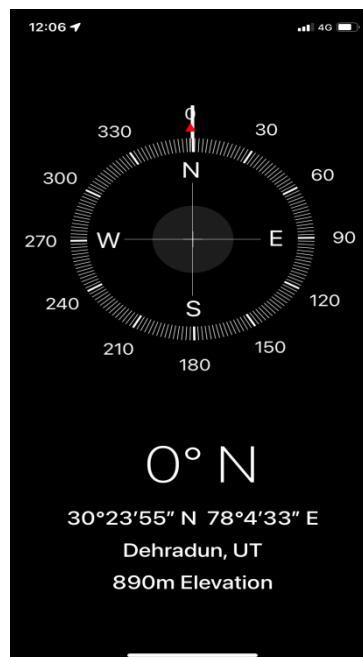 12:06 4G
0
330 30
N
300 60
270 W E 90
240 120
S
210 150
180
0° N
30°23′55″ N 78°4′33″ E
Dehradun, UT
890m Elevation